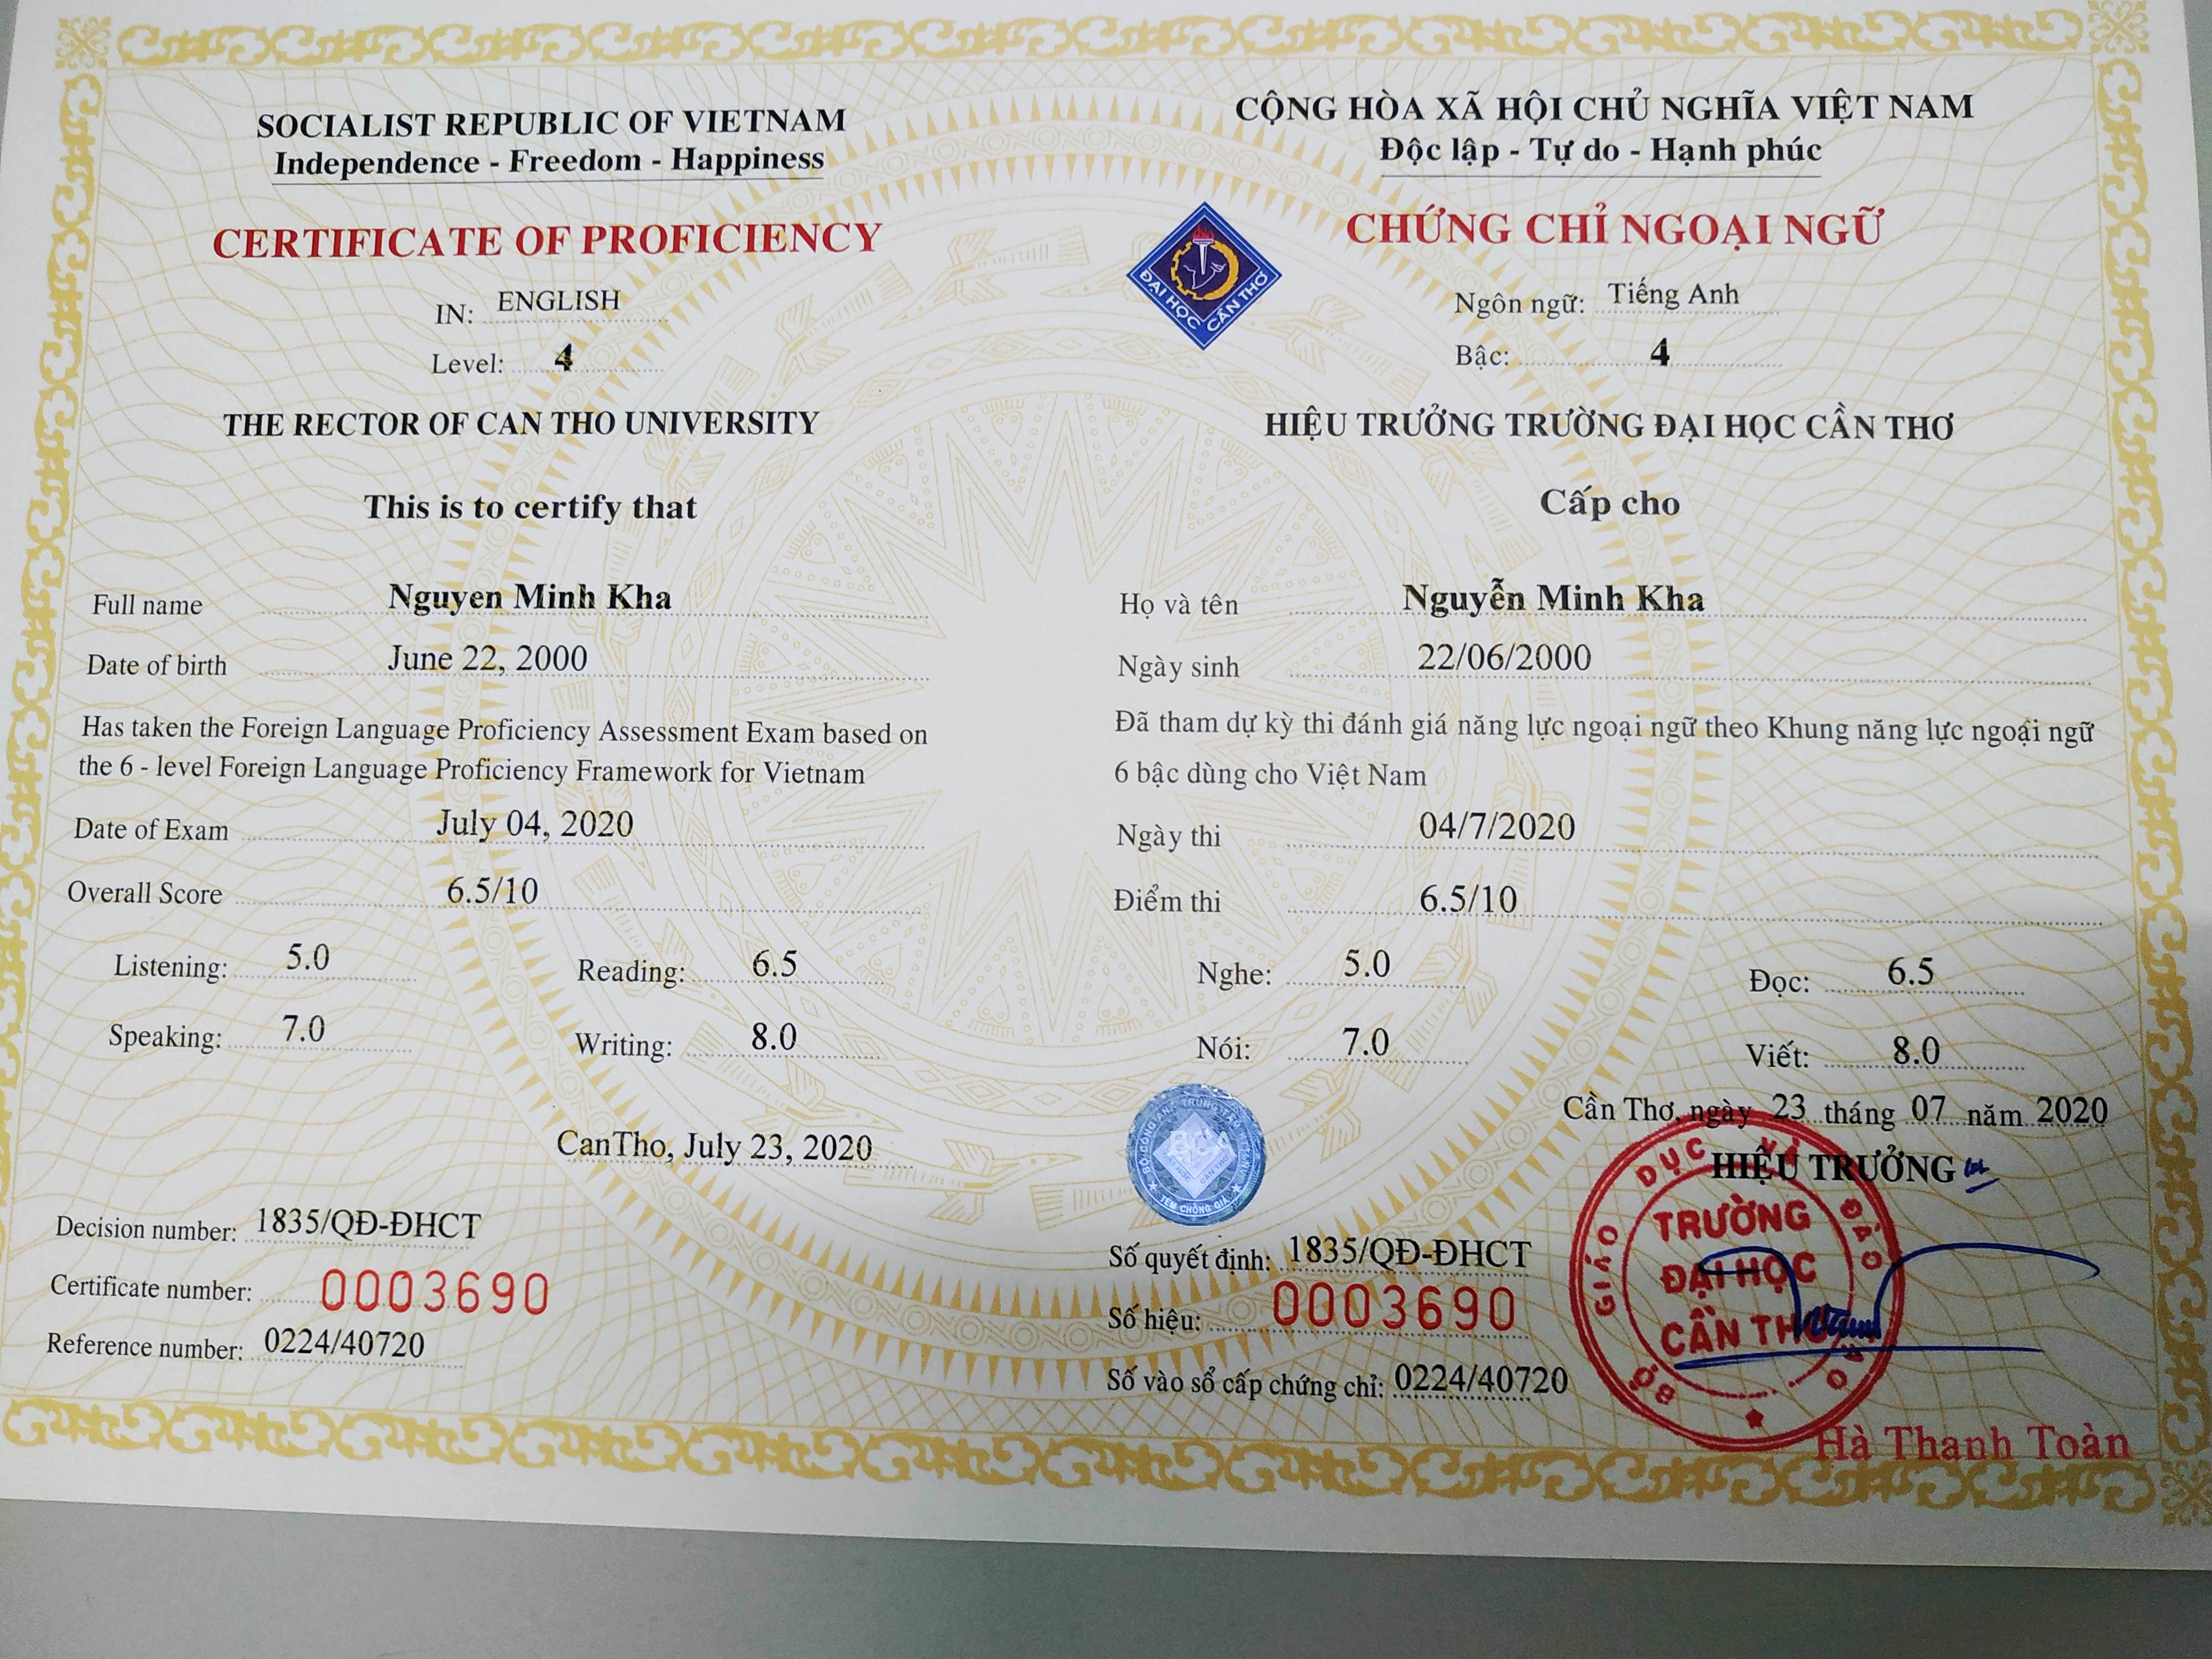 SOCIALIST REPUBLIC OF VIETNAM
Independence - Freedom - Happiness
CERTIFICATE OF PROFICIENCY
IN: ENGLISH
Level: 4
THE RECTOR OF CAN THO UNIVERSITY
This is to certify that
Full name Nguyen Minh Kha
Date of birth June 22, 2000
Has taken the Foreign Language Proficiency Assessment Exam based on
the 6 - level Foreign Language Proficiency Framework for Vietnam
Date of Exam July 04, 2020
Overall Score 6.5/10
Listening: 5.0 Reading: 6.5
Speaking: 7.0 Writing: 8.0
CanTho, July 23, 2020
Decision number: 1835/QĐ-ĐHCT
Certificate number: 0003690
Reference number: 0224/40720
ĐẠI HỌC CẦN THƠ
CỘNG HÒA XÃ HỘI CHỦ NGHĨA VIỆT NAM
Độc lập - Tự do - Hạnh phúc
CHỨNG CHỈ NGOẠI NGỮ
Ngôn ngữ: Tiếng Anh
Bậc: 4
HIỆU TRƯỞNG TRƯỜNG ĐẠI HỌC CẦN THƠ
Cấp cho
Họ và tên Nguyễn Minh Kha
Ngày sinh 22/06/2000
Đã tham dự kỳ thi đánh giá năng lực ngoại ngữ theo Khung năng lực ngoại ngữ
6 bậc dùng cho Việt Nam
Ngày thi 04/7/2020
Điểm thi 6.5/10
Nghe: 5.0 Đọc: 6.5
Nói: 7.0 Viết: 8.0
Cần Thơ, ngày 23 tháng 07 năm 2020
HIỆU TRƯỞNG
BỘ GIÁO DỤC VÀ ĐÀO TẠO
TRƯỜNG
ĐẠI HỌC
CẦN THƠ
Số quyết định: 1835/QĐ-ĐHCT
Số hiệu: 0003690
Số vào sổ cấp chứng chỉ: 0224/40720
Hà Thanh Toàn
BCA
TEM CHỐNG GIẢ